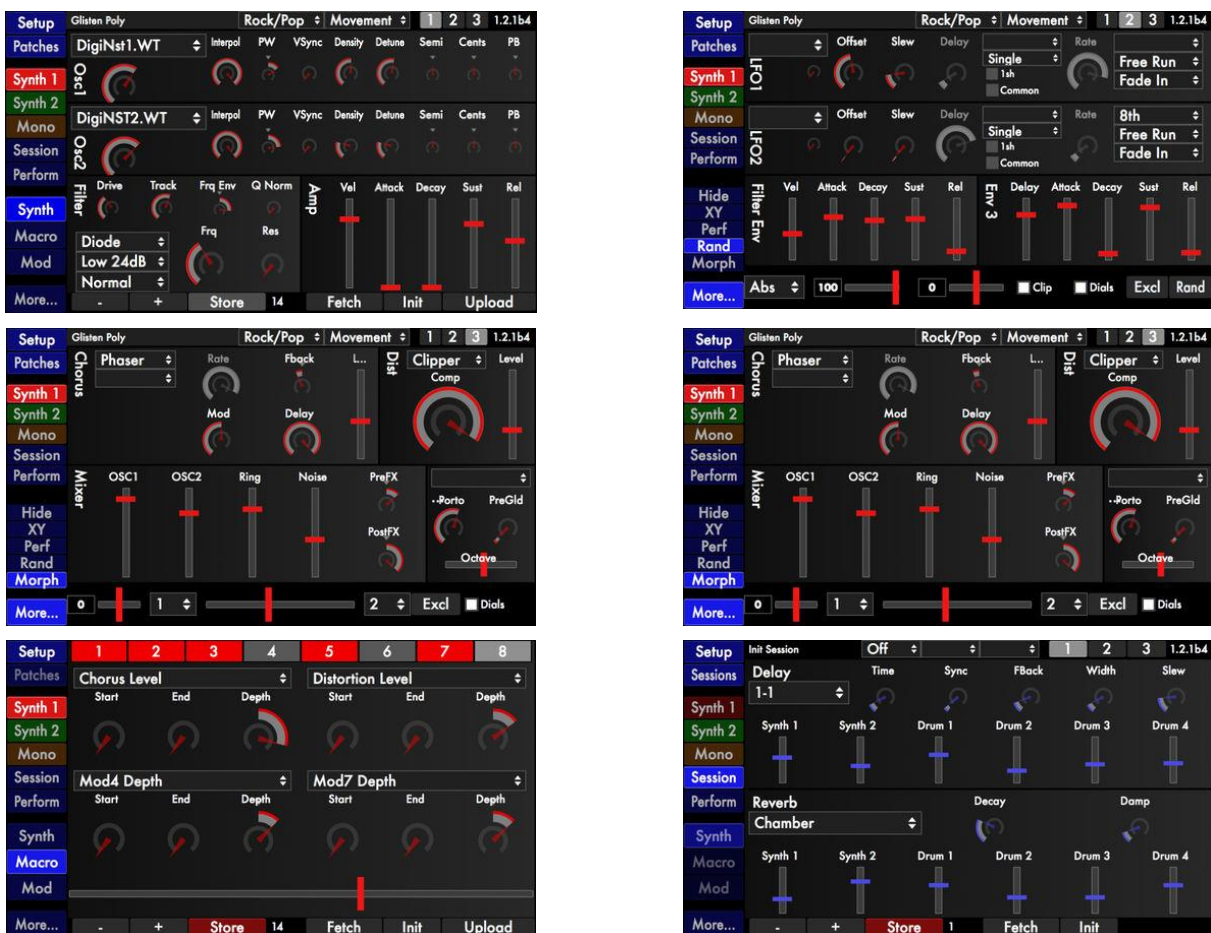 Setup Glisten Poly Rock/Pop Movement 1 2 3 1.2.1b4
Patches DigiNst1.WT Interpol PW VSync Density Detune Semi Cents PB
Synth 1 Osc1
Synth 2
Mono DigiNST2.WT Interpol PW VSync Density Detune Semi Cents PB
Session Osc2
Perform
Filter Drive Track Frq Env Q Norm Amp Vel Attack Decay Sust Rel
Synth
Macro Diode Frq Res
Mod Low 24dB
Normal
More... - + Store 14 Fetch Init Upload
Setup Glisten Poly Rock/Pop Movement 1 2 3 1.2.1b4
Patches Offset Slew Delay Rate
Synth 1 LFO1 Single Free Run
1sh Fade In
Synth 2 Common
Mono Offset Slew Delay Rate 8th
Session LFO2 Single Free Run
Perform 1sh Fade In
Common
Hide Filter Env Vel Attack Decay Sust Rel Env 3 Delay Attack Decay Sust Rel
XY
Perf
Rand
Morph
More... Abs 100 0 Clip Dials Excl Rand
Setup Glisten Poly Rock/Pop Movement 1 2 3 1.2.1b4
Patches Chorus Phaser Rate Fbqck L... Dist Clipper Level
Comp
Synth 1
Synth 2 Mod Delay
Mono
Session
Perform Mixer OSC1 OSC2 Ring Noise PreFX
Hide Porto PreGld
XY PostFX
Perf
Rand Octave
Morph
More... 0 1 2 Excl Dials
Setup Glisten Poly Rock/Pop Movement 1 2 3 1.2.1b4
Patches Chorus Phaser Rate Fbqck L... Dist Clipper Level
Comp
Synth 1
Synth 2 Mod Delay
Mono
Session
Perform Mixer OSC1 OSC2 Ring Noise PreFX
Hide Porto PreGld
XY PostFX
Perf
Rand Octave
Morph
More... 0 1 2 Excl Dials
Setup 1 2 3 4 5 6 7 8
Patches Chorus Level Distortion Level
Start End Depth Start End Depth
Synth 1
Synth 2
Mono
Session Mod4 Depth Mod7 Depth
Perform Start End Depth Start End Depth
Synth
Macro
Mod
More... - + Store 14 Fetch Init Upload
Setup Init Session Off 1 2 3 1.2.1b4
Sessions Delay Time Sync FBack Width Slew
1-1
Synth 1
Synth 2 Synth 1 Synth 2 Drum 1 Drum 2 Drum 3 Drum 4
Mono
Session
Perform Reverb Decay Damp
Chamber
Synth
Macro Synth 1 Synth 2 Drum 1 Drum 2 Drum 3 Drum 4
Mod
More... - + Store 1 Fetch Init